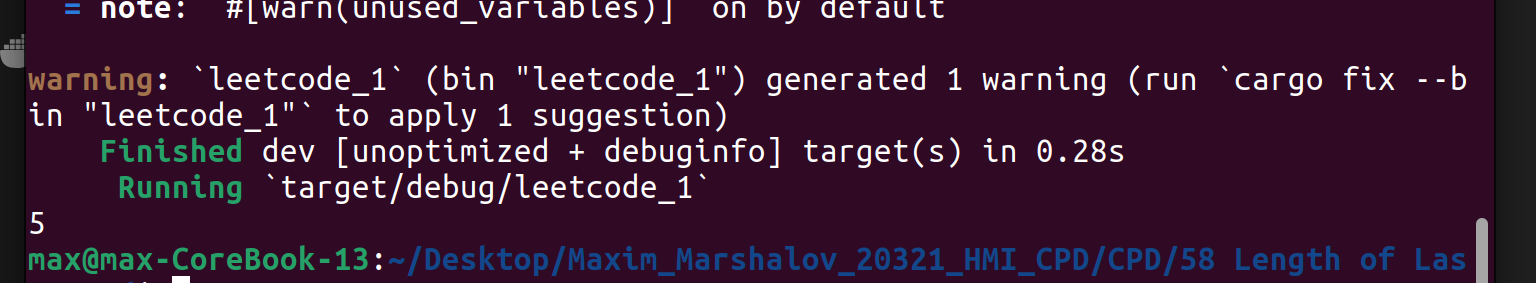 = note: `#[warn(unused_variables)]` on by default
warning: `leetcode_1` (bin "leetcode_1") generated 1 warning (run `cargo fix --b
in "leetcode_1"` to apply 1 suggestion)
Finished dev [unoptimized + debuginfo] target(s) in 0.28s
Running `target/debug/leetcode_1`
5
max@max-CoreBook-13:~/Desktop/Maxim_Marshalov_20321_HMI_CPD/CPD/58 Length of Las